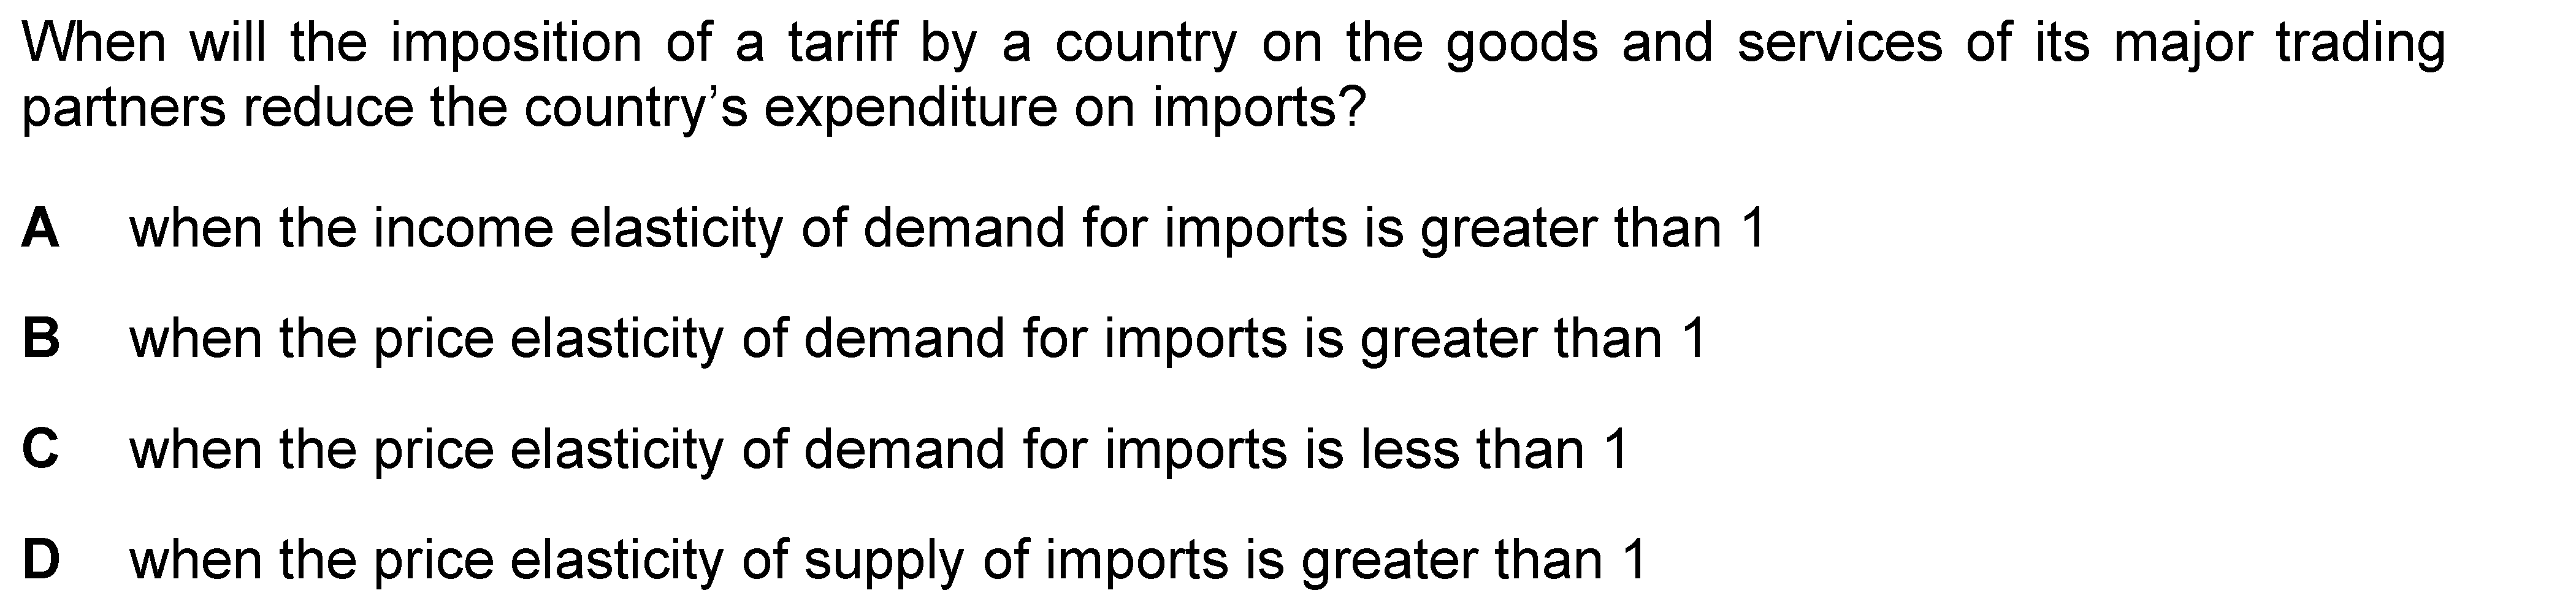 When will the imposition of a tariff by a country on the goods and services of its major trading
partners reduce the country’s expenditure on imports?
A when the income elasticity of demand for imports is greater than 1
B when the price elasticity of demand for imports is greater than 1
C when the price elasticity of demand for imports is less than 1
D when the price elasticity of supply of imports is greater than 1